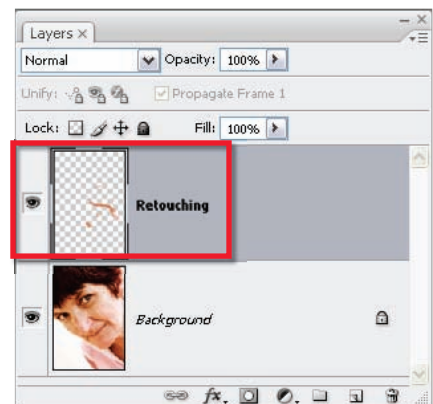 Layers ×
Normal Opacity: 100%
Unify: Propagate Frame 1
Lock: Fill: 100%
Retouching
Background
fx.